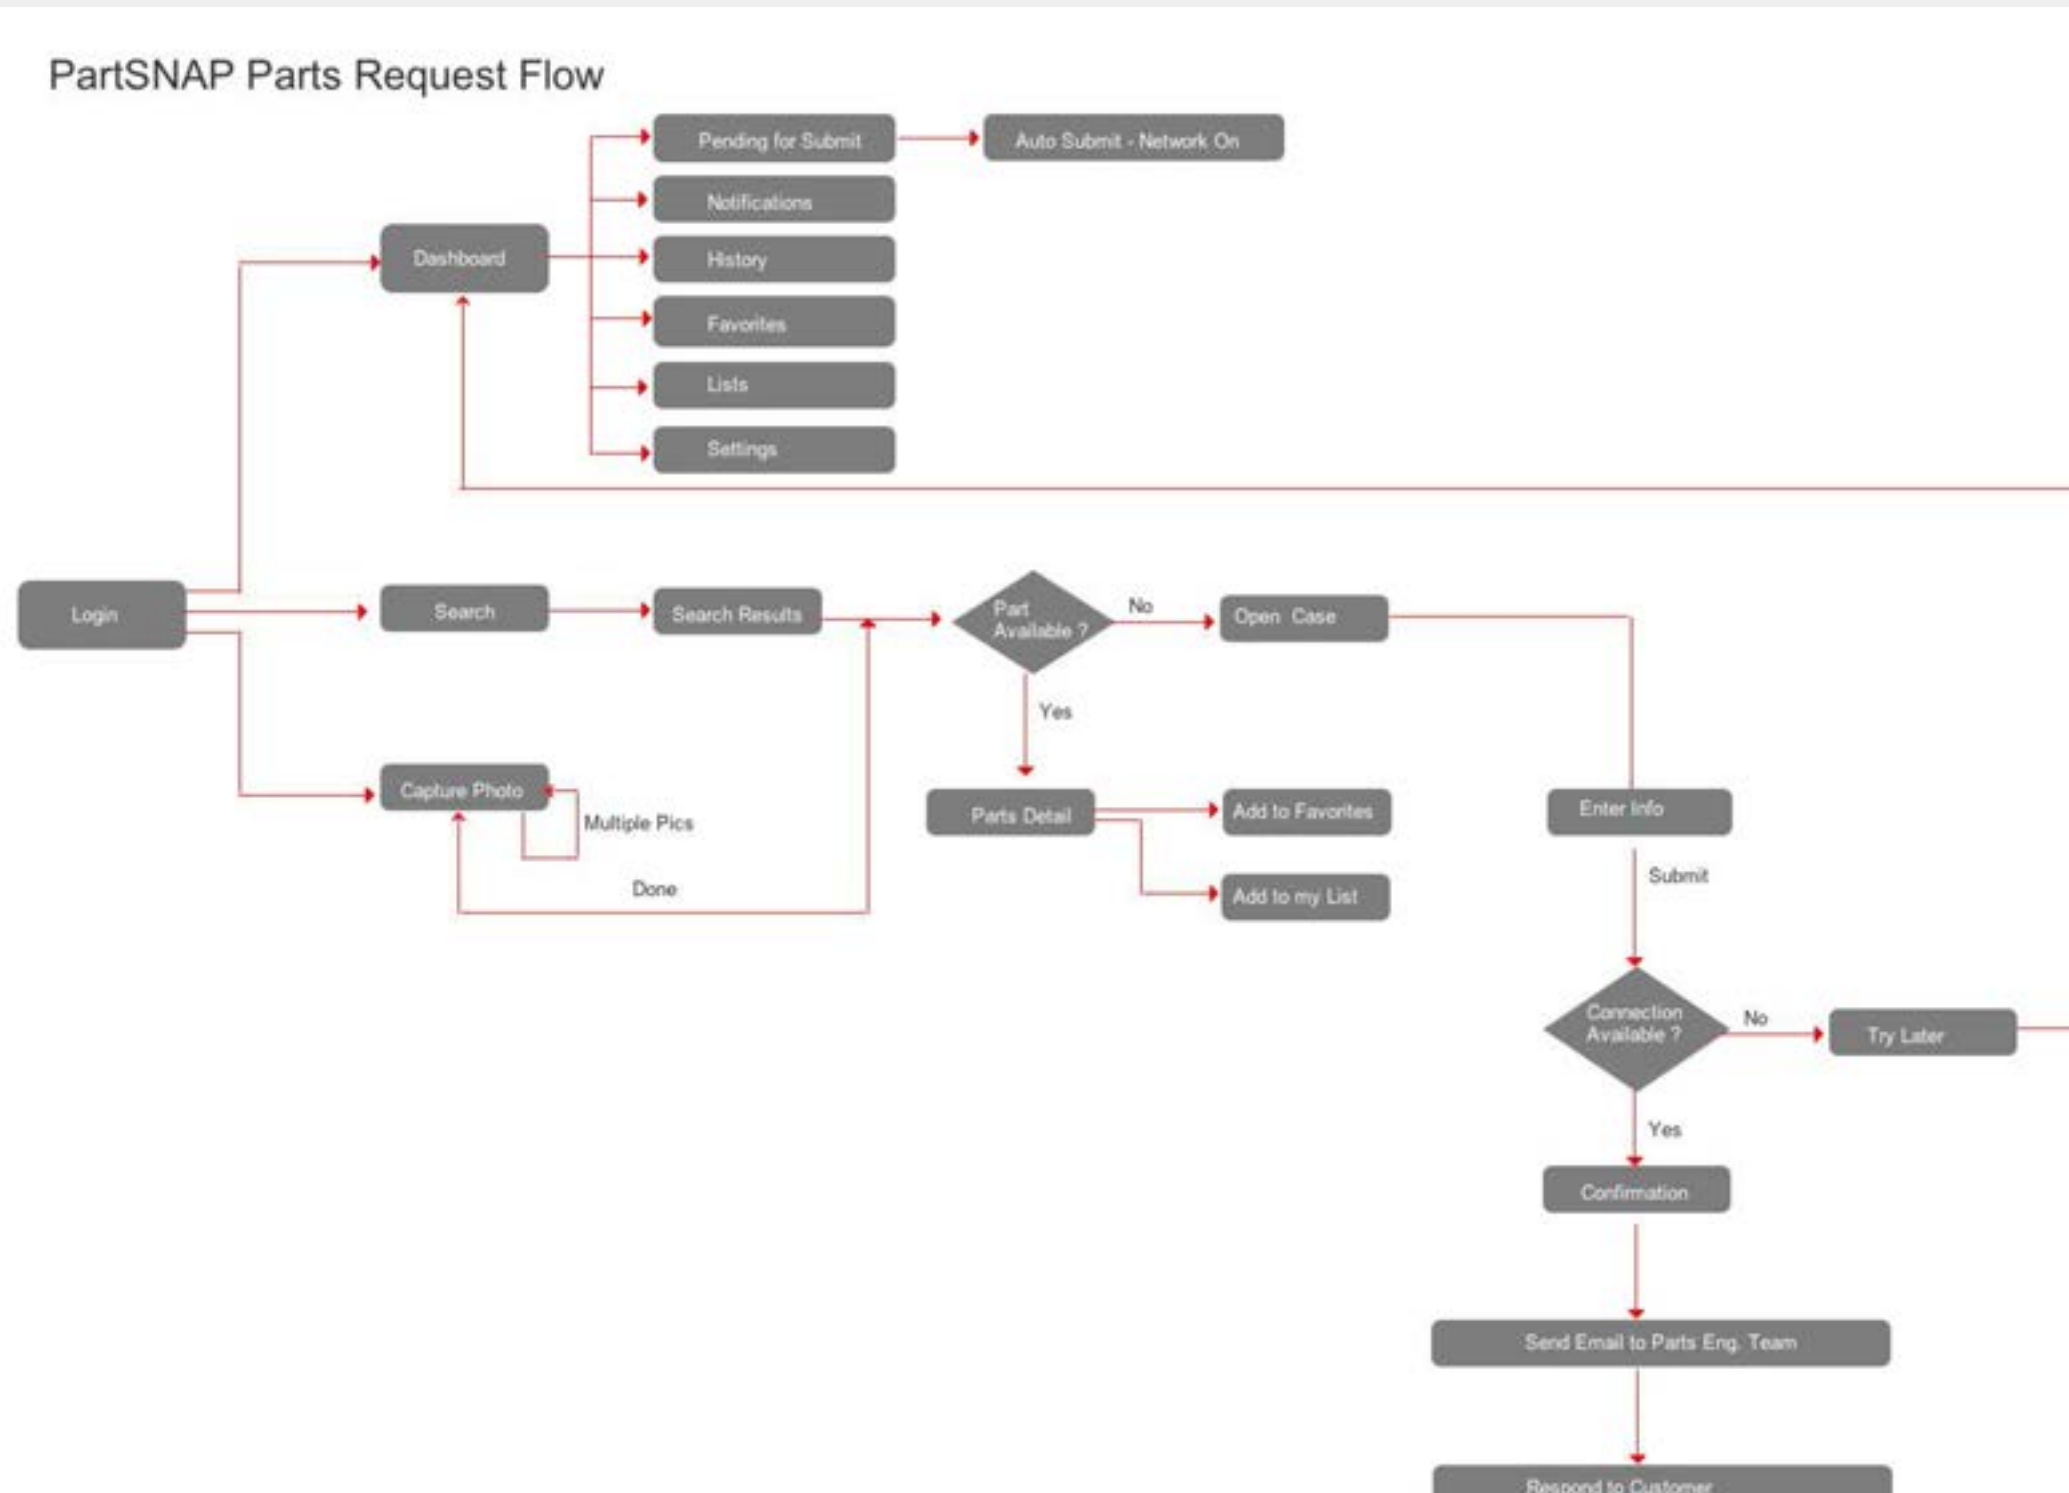 PartSNAP Parts Request Flow
Pending for Submit
Auto Submit - Network On
Notifications
Dashboard
History
Favorites
Lists
Settings
Login
Search
Search Results
Part
Available ?
No
Open Case
Yes
Capture Photo
Multiple Pics
Done
Parts Detail
Add to Favorites
Add to my List
Enter Info
Submit
Connection
Available ?
No
Try Later
Yes
Confirmation
Send Email to Parts Eng. Team
Respond to Customer